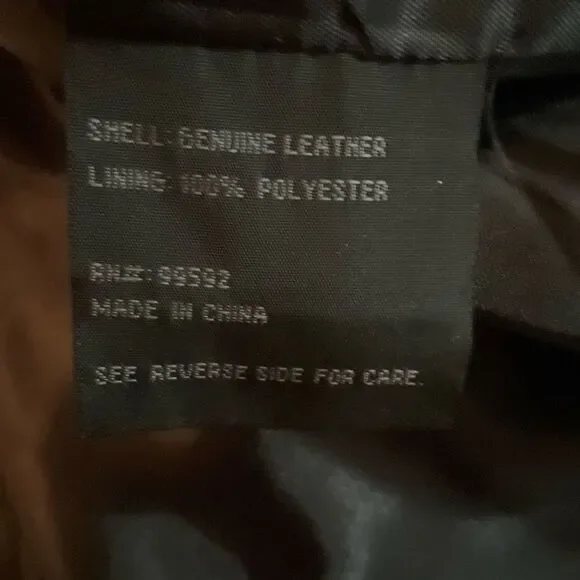 SHELL: GENUINE LEATHER
LINING: 100% POLYESTER
RN#: 99592
MADE IN CHINA
SEE REVERSE SIDE FOR CARE.